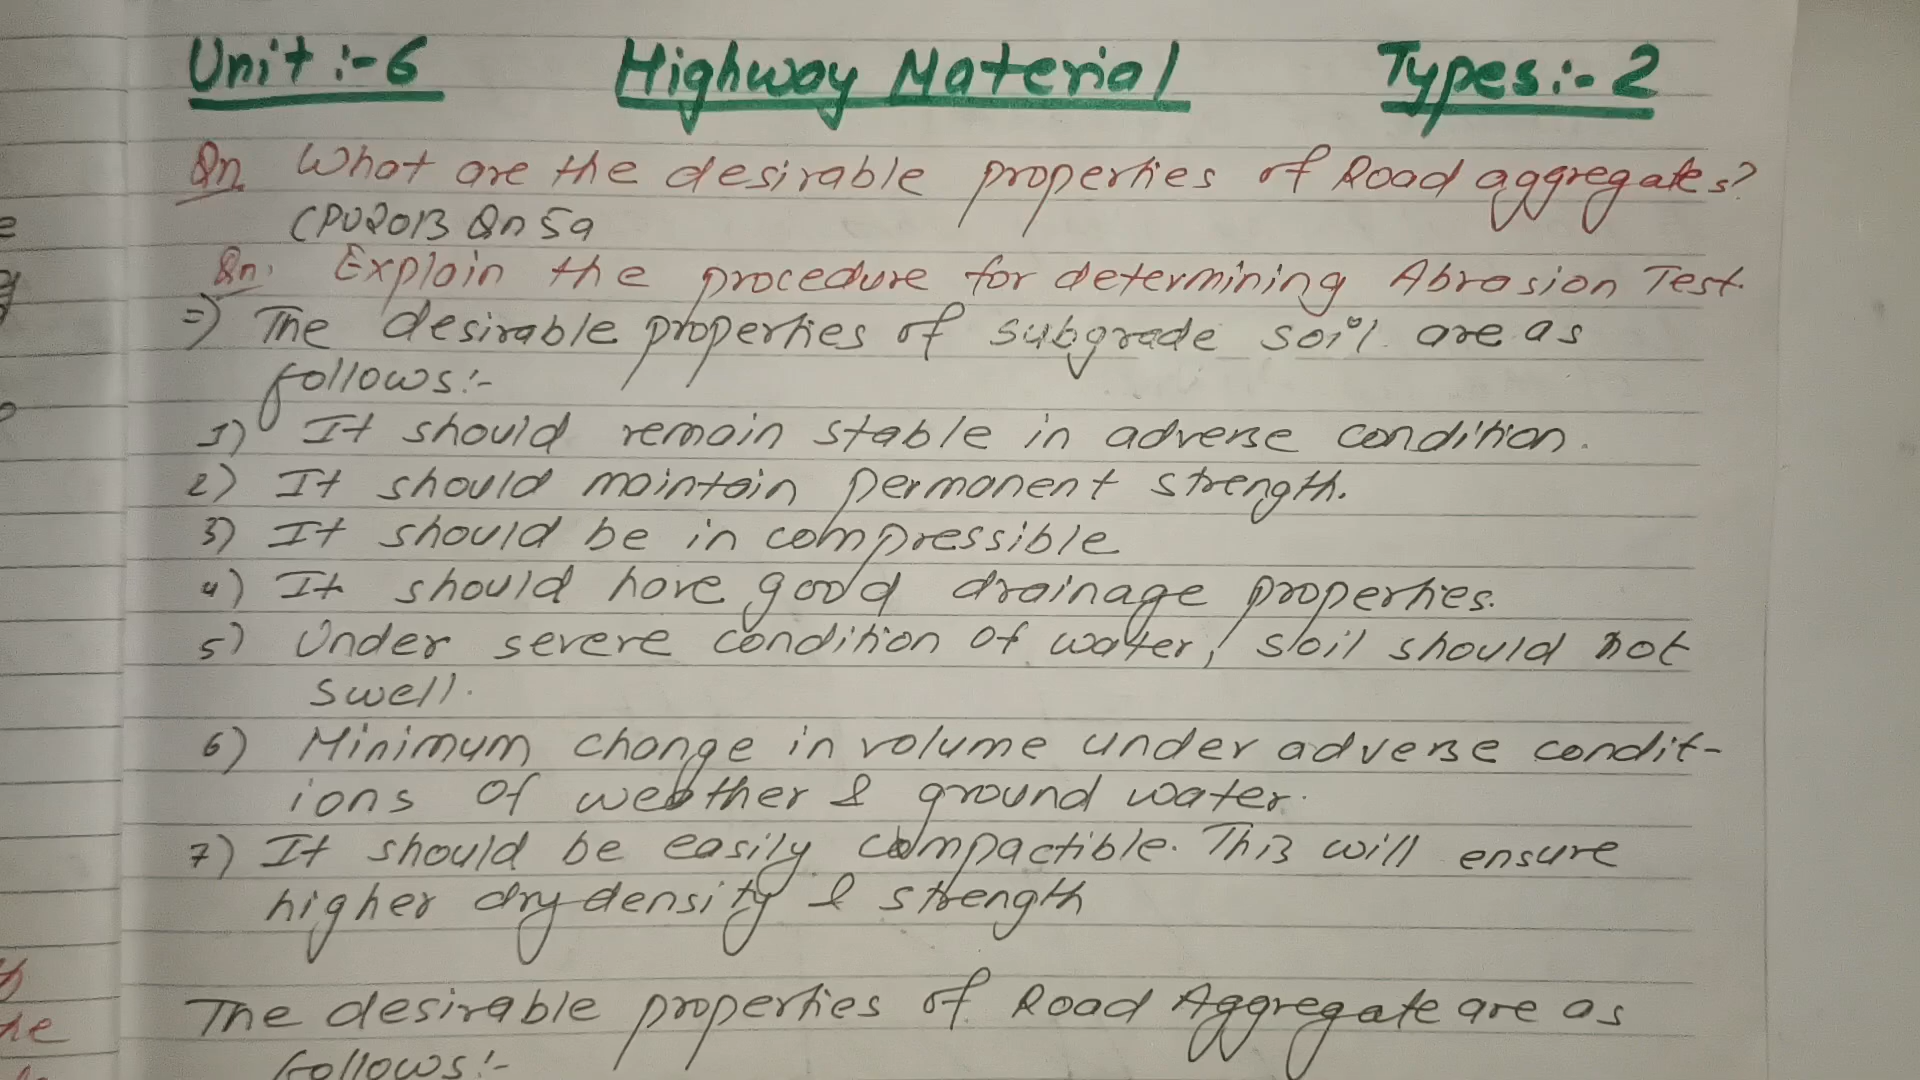 Unit :- 6 Highway Material Types :- 2
Qn. What are the desirable properties of Road aggregates?
(PU2013 Qn 5a
Qn. Explain the procedure for determining Abrasion Test.
=) The desirable properties of subgrade soil are as
follows :-
1) It should remain stable in adverse condition.
2) It should maintain permanent strength.
3) It should be in compressible
4) It should have good drainage properties.
5) Under severe condition of water, soil should not
swell.
6) Minimum change in volume under adverse condit-
ions of weather & ground water.
7) It should be easily compactible. This will ensure
higher dry density & strength
The desirable properties of Road Aggregate are as
follows :-